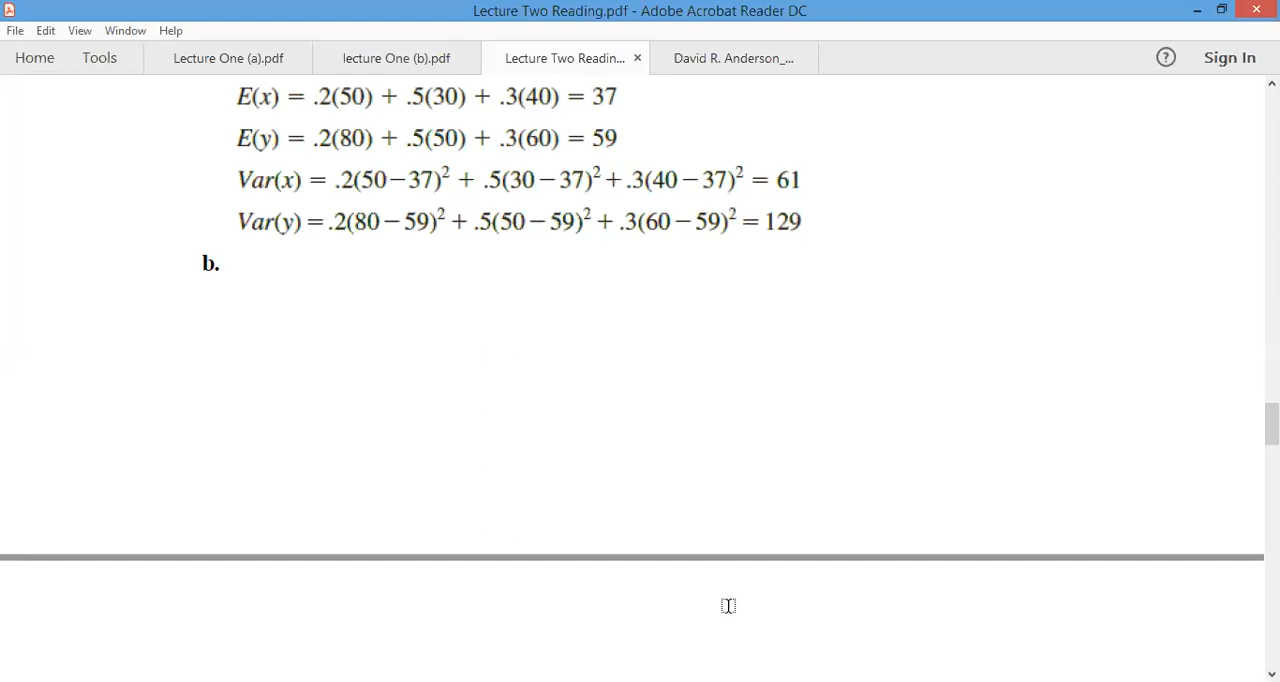 Lecture Two Reading.pdf - Adobe Acrobat Reader DC
File Edit View Window Help
Home Tools Lecture One (a).pdf lecture One (b).pdf Lecture Two Readin... × David R. Anderson_... ? Sign In
E(x) = .2(50) + .5(30) + .3(40) = 37
E(y) = .2(80) + .5(50) + .3(60) = 59
Var(x) = .2(50−37)² + .5(30−37)² + .3(40−37)² = 61
Var(y) = .2(80−59)² + .5(50−59)² + .3(60−59)² = 129
b.